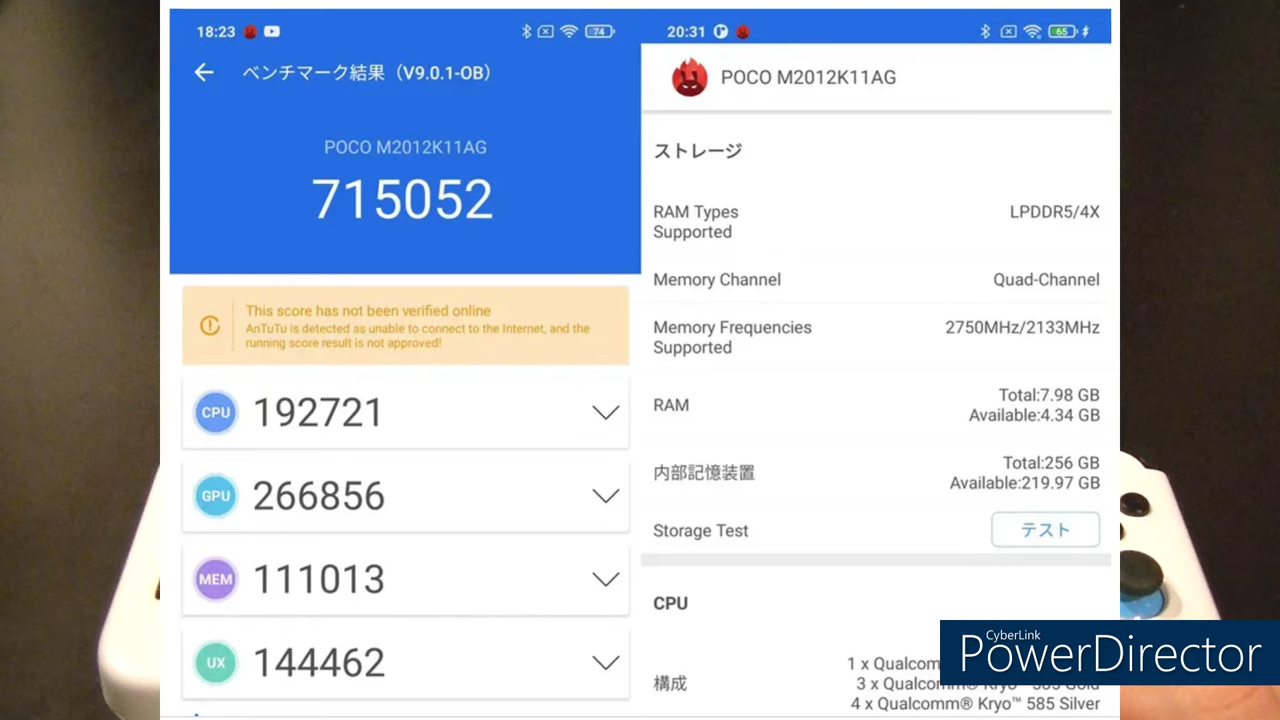 18:23
74
ベンチマーク結果（V9.0.1-OB）
POCO M2012K11AG
715052
This score has not been verified online
AnTuTu is detected as unable to connect to the Internet, and the
running score result is not approved!
CPU 192721
GPU 266856
MEM 111013
UX 144462
20:31
65
POCO M2012K11AG
ストレージ
RAM Types
Supported
LPDDR5/4X
Memory Channel
Quad-Channel
Memory Frequencies
Supported
2750MHz/2133MHz
RAM
Total:7.98 GB
Available:4.34 GB
内部記憶装置
Total:256 GB
Available:219.97 GB
Storage Test
テスト
CPU
構成
1 x Qualcom
3 x Qualcomm® Kryo™ 585 Gold
4 x Qualcomm® Kryo™ 585 Silver
CyberLink
PowerDirector